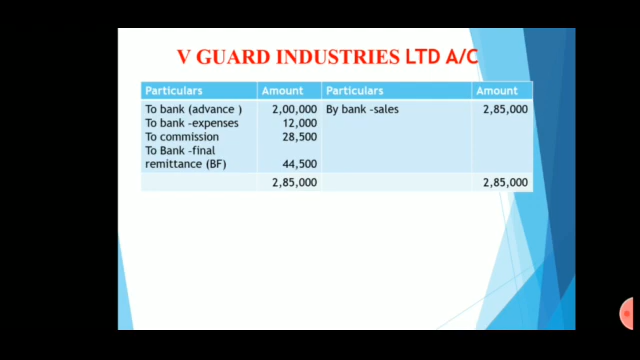 V GUARD INDUSTRIES LTD A/C
Particulars Amount Particulars Amount
To bank (advance ) 2,00,000 By bank -sales 2,85,000
To bank -expenses 12,000
To commission 28,500
To Bank -final
remittance (BF) 44,500
2,85,000 2,85,000